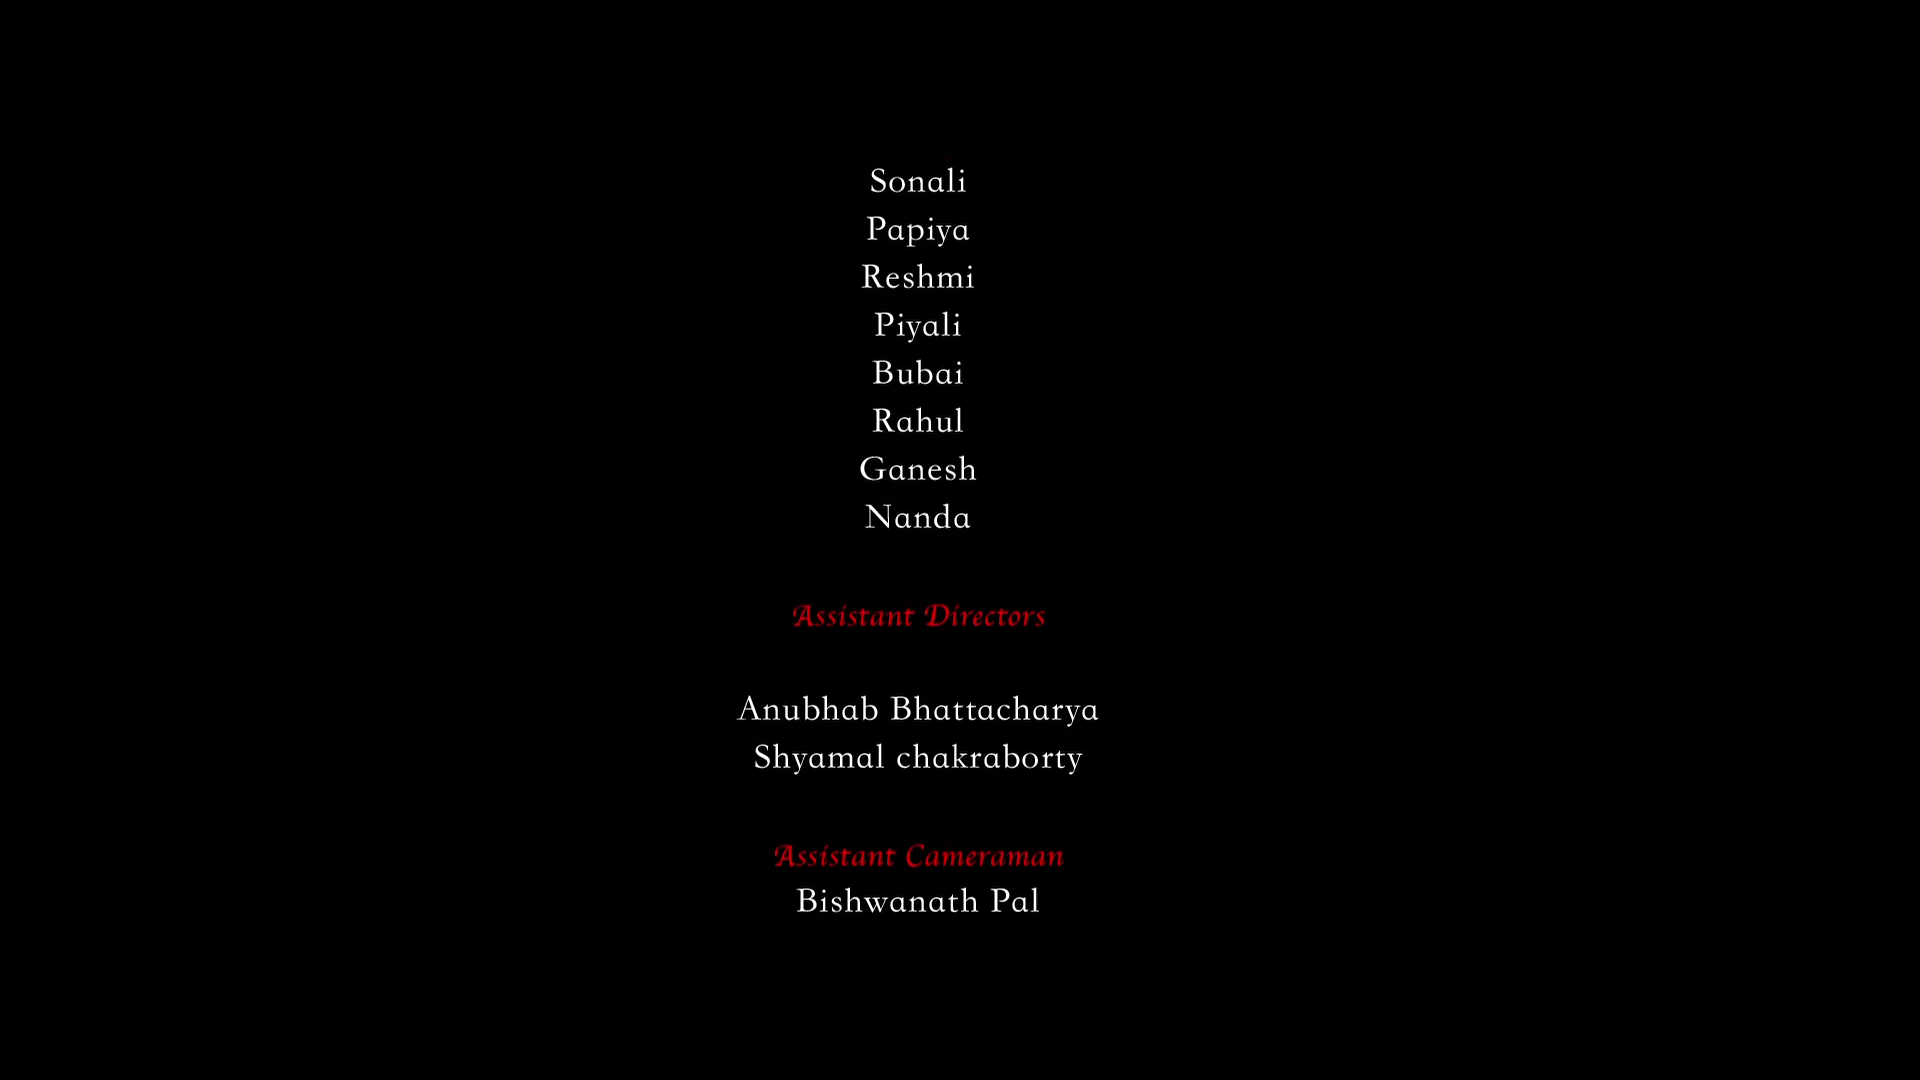 Sonali
Papiya
Reshmi
Piyali
Bubai
Rahul
Ganesh
Nanda
Assistant Directors
Anubhab Bhattacharya
Shyamal chakraborty
Assistant Cameraman
Bishwanath Pal